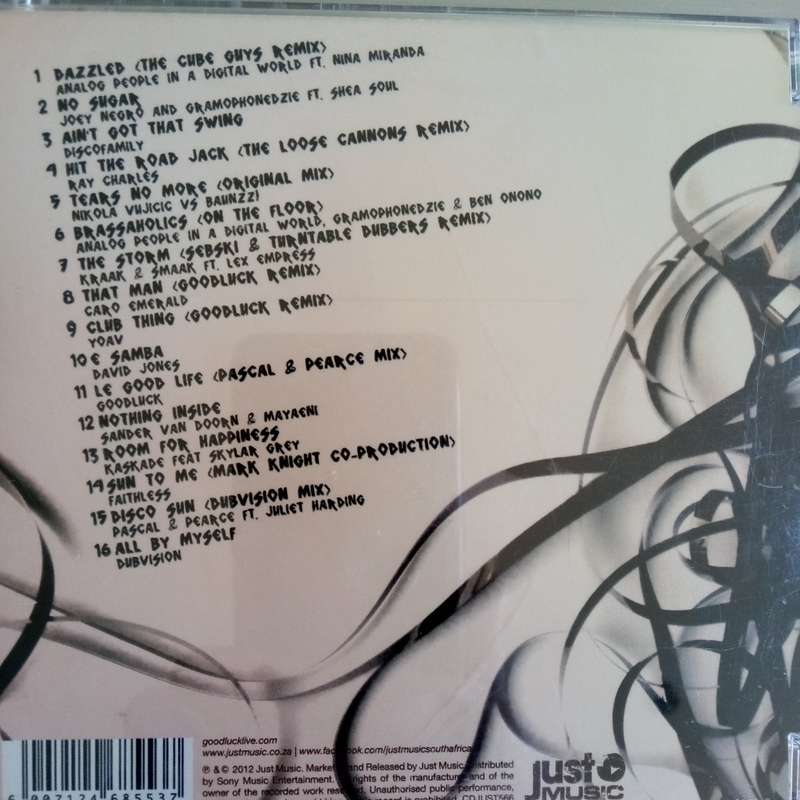 1 DAZZLED <THE CUBE GUYS REMIX>
ANALOG PEOPLE IN A DIGITAL WORLD FT. NINA MIRANDA
2 NO SUGAR
JOEY NEGRO AND GRAMOPHONEDZIE FT. SHEA SOUL
3 AIN'T GOT THAT SWING
DISCOFAMILY
4 HIT THE ROAD JACK <THE LOOSE CANNONS REMIX>
RAY CHARLES
5 TEARS NO MORE <ORIGINAL MIX>
NIKOLA VUJICIC VS BAUNZZ!
6 BRASSAHOLICS <ON THE FLOOR>
ANALOG PEOPLE IN A DIGITAL WORLD, GRAMOPHONEDZIE & BEN ONONO
7 THE STORM <SEBSKI & TURNTABLE DUBBERS REMIX>
KRAAK & SMAAK FT. LEX EMPRESS
8 THAT MAN <GOODLUCK REMIX>
CARO EMERALD
9 CLUB THING <GOODLUCK REMIX>
YOAV
10 E SAMBA
DAVID JONES
11 LE GOOD LIFE <PASCAL & PEARCE MIX>
GOODLUCK
12 NOTHING INSIDE
SANDER VAN DOORN & MAYAENI
13 ROOM FOR HAPPINESS
KASKADE FEAT SKYLAR GREY
14 SUN TO ME <MARK KNIGHT CO-PRODUCTION>
FAITHLESS
15 DISCO SUN <DUBVISION MIX>
PASCAL & PEARCE FT. JULIET HARDING
16 ALL BY MYSELF
DUBVISION
goodlucklive.com
www.justmusic.co.za | www.facebook.com/justmusicsouthafrica
℗ & © 2012 Just Music. Marketed and Released by Just Music. Distributed
by Sony Music Entertainment. All rights of the manufacturer and of the
owner of the recorded work reserved. Unauthorised public performance,
record is prohibited. CDJUST566
just MUSIC
6 007124 685537